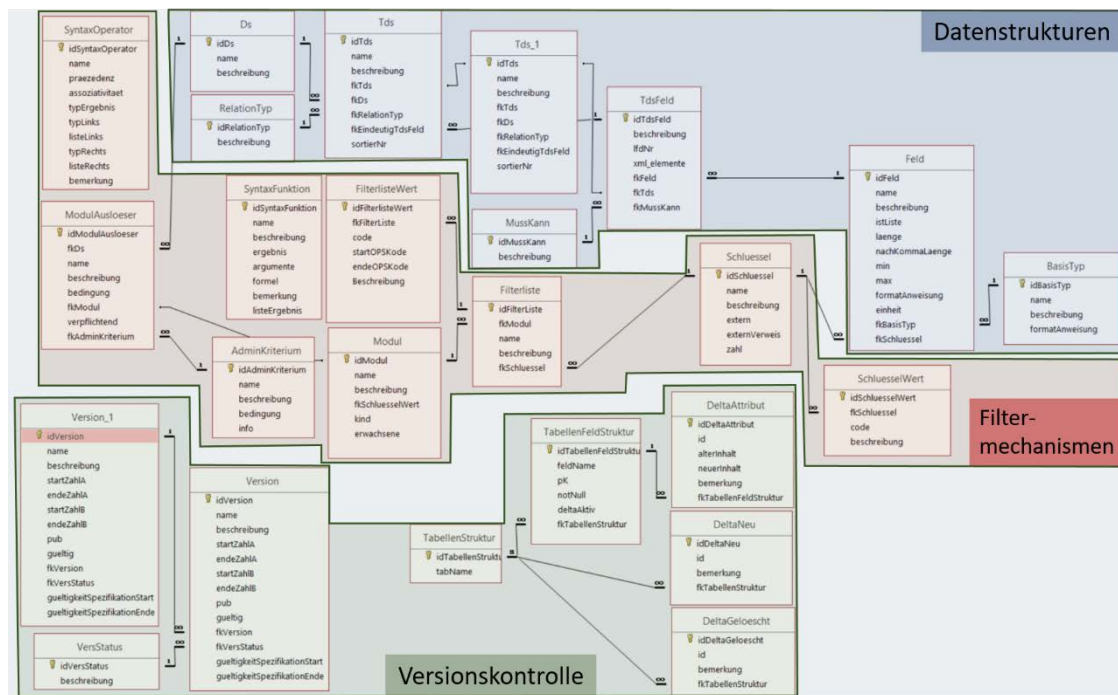 Datenstrukturen
SyntaxOperator
idSyntaxOperator
name
praezedenz
assoziativitaet
typErgebnis
typLinks
listeLinks
typRechts
listeRechts
bemerkung
Ds
idDs
name
beschreibung
RelationTyp
idRelationTyp
beschreibung
Tds
idTds
name
beschreibung
fkTds
fkDs
fkRelationTyp
fkEindeutigTdsFeld
sortierNr
Tds_1
idTds
name
beschreibung
fkTds
fkDs
fkRelationTyp
fkEindeutigTdsFeld
sortierNr
TdsFeld
idTdsFeld
beschreibung
lfdNr
xml_elemente
fkFeld
fkTds
fkMussKann
Feld
idFeld
name
beschreibung
istListe
laenge
nachKommaLaenge
min
max
formatAnweisung
einheit
fkBasisTyp
fkSchluessel
BasisTyp
idBasisTyp
name
beschreibung
formatAnweisung
MussKann
idMussKann
beschreibung
ModulAusloeser
idModulAusloeser
fkDs
name
beschreibung
bedingung
fkModul
verpflichtend
fkAdminKriterium
SyntaxFunktion
idSyntaxFunktion
name
beschreibung
ergebnis
argumente
formel
bemerkung
listeErgebnis
FilterlisteWert
idFilterlisteWert
fkFilterListe
code
startOPSKode
endeOPSKode
Beschreibung
Filterliste
idFilterListe
fkModul
name
beschreibung
fkSchluessel
Schluessel
idSchluessel
name
beschreibung
extern
externVerweis
zahl
AdminKriterium
idAdminKriterium
name
beschreibung
bedingung
info
Modul
idModul
name
beschreibung
fkSchluesselWert
kind
erwachsene
SchluesselWert
idSchluesselWert
fkSchluessel
code
beschreibung
Filter-
mechanismen
Version_1
idVersion
name
beschreibung
startZahlA
endeZahlA
startZahlB
endeZahlB
pub
gueltig
fkVersion
fkVersStatus
gueltigkeitSpezifikationStart
gueltigkeitSpezifikationEnde
VersStatus
idVersStatus
beschreibung
Version
idVersion
name
beschreibung
startZahlA
endeZahlA
startZahlB
endeZahlB
pub
gueltig
fkVersion
fkVersStatus
gueltigkeitSpezifikationStart
gueltigkeitSpezifikationEnde
TabellenStruktur
idTabellenStruktu
tabName
TabellenFeldStruktur
idTabellenFeldStruktu
feldName
pK
notNull
deltaAktiv
fkTabellenStruktur
DeltaAttribut
idDeltaAttribut
id
alterInhalt
neuerInhalt
bemerkung
fkTabellenFeldStruktur
DeltaNeu
idDeltaNeu
id
bemerkung
fkTabellenStruktur
DeltaGeloescht
idDeltaGeloescht
id
bemerkung
fkTabellenStruktur
Versionskontrolle